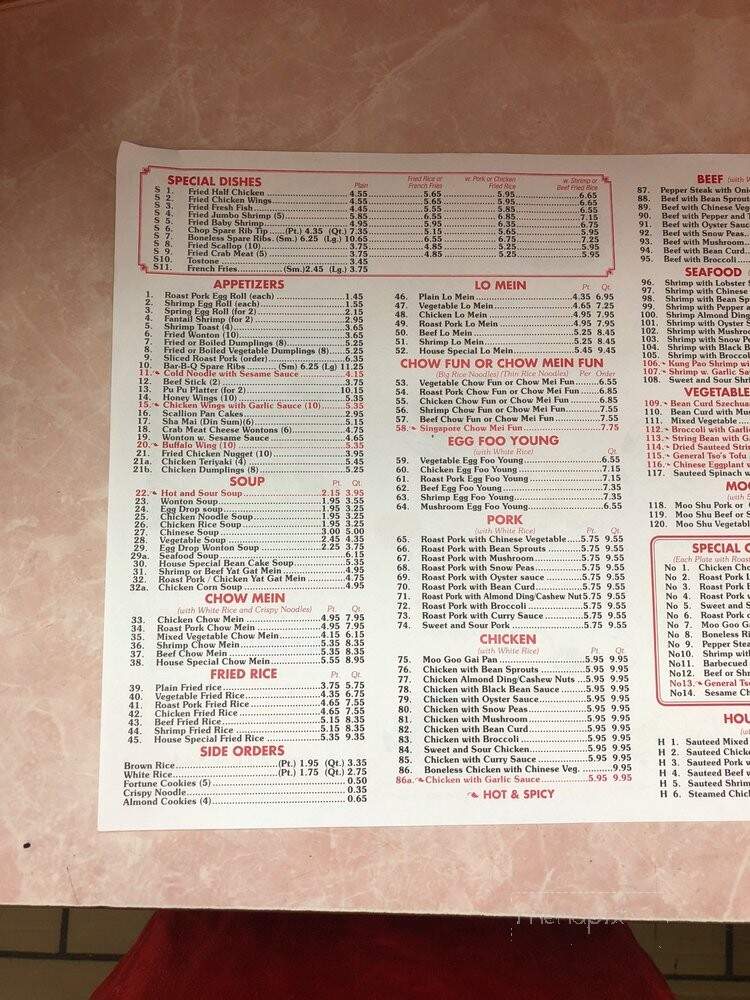 SPECIAL DISHES
Plain
Fried Rice or French Fries
w. Pork or Chicken Fried Rice
w. Shrimp or Beef Fried Rice
S 1. Fried Half Chicken 4.55 5.65 5.95 6.65
S 2. Fried Chicken Wings 4.55 5.65 5.95 6.65
S 3. Fried Fresh Fish 4.45 5.55 5.85 6.55
S 4. Fried Jumbo Shrimp (5) 5.85 6.55 6.85 7.15
S 5. Fried Baby Shrimp 4.95 5.95 6.35 6.75
S 6. Chop Spare Rib Tip (Pt.) 4.35 (Qt.) 7.35 5.15 5.65 5.95
S 7. Boneless Spare Ribs. (Sm.) 6.25 (Lg.) 10.65 6.55 6.75 7.25
S 8. Fried Scallop (10) 3.75 4.85 5.25 5.95
S 9. Fried Crab Meat (5) 3.75 4.85 5.25 5.95
S10. Tostone 3.45
S11. French Fries (Sm.)2.45 (Lg.) 3.75
APPETIZERS
1. Roast Pork Egg Roll (each) 1.45
2. Shrimp Egg Roll (each) 1.55
3. Spring Egg Roll (for 2) 2.15
4. Fantail Shrimp (for 2) 2.95
5. Shrimp Toast (4) 3.65
6. Fried Wonton (10) 3.65
7. Fried or Boiled Dumplings (8) 5.25
8. Fried or Boiled Vegetable Dumplings (8) 5.25
9. Sliced Roast Pork (order) 6.35
10. Bar-B-Q Spare Ribs (Sm) 6.25 (Lg) 11.25
11. Cold Noodle with Sesame Sauce 4.15
12. Beef Stick (2) 3.75
13. Pu Pu Platter (for 2) 10.15
14. Honey Wings (10) 5.35
15. Chicken Wings with Garlic Sauce (10) 5.35
16. Scallion Pan Cakes 2.95
17. Sha Mai (Din Sum)(6) 5.15
18. Crab Meat Cheese Wontons (6) 4.75
19. Wonton w. Sesame Sauce 4.65
20. Buffalo Wing (10) 5.35
21. Fried Chicken Nugget (10) 3.95
21a. Chicken Teriyaki (4) 5.45
21b. Chicken Dumplings (8) 5.25
SOUP
Pt. Qt.
22. Hot and Sour Soup 2.15 3.95
23. Wonton Soup 1.95 3.55
24. Egg Drop soup 1.95 3.25
25. Chicken Noodle Soup 1.95 3.25
26. Chicken Rice Soup 1.95 3.25
27. Chinese Soup 3.00 5.00
28. Vegetable Soup 2.45 4.35
29. Egg Drop Wonton Soup 2.25 3.75
29a. Seafood Soup 6.15
30. House Special Bean Cake Soup 5.35
31. Shrimp or Beef Yat Gat Mein 4.95
32. Roast Pork / Chicken Yat Gat Mein 4.75
32a. Chicken Corn Soup 4.95
CHOW MEIN
(with White Rice and Crispy Noodles) Pt. Qt.
33. Chicken Chow Mein 4.95 7.95
34. Roast Pork Chow Mein 4.95 7.95
35. Mixed Vegetable Chow Mein 4.15 6.15
36. Shrimp Chow Mein 5.35 8.35
37. Beef Chow Mein 5.35 8.35
38. House Special Chow Mein 5.55 8.95
FRIED RICE
Pt. Qt.
39. Plain Fried rice 3.75 5.75
40. Vegetable Fried Rice 4.35 6.75
41. Roast Pork Fried Rice 4.65 7.55
42. Chicken Fried Rice 4.65 7.55
43. Beef Fried Rice 5.15 8.35
44. Shrimp Fried Rice 5.15 8.35
45. House Special Fried Rice 5.35 9.35
SIDE ORDERS
Brown Rice (Pt.) 1.95 (Qt.) 3.35
White Rice (Pt.) 1.75 (Qt.) 2.75
Fortune Cookies (5) 0.50
Crispy Noodle 0.35
Almond Cookies (4) 0.65
LO MEIN
Pt. Qt.
46. Plain Lo Mein 4.35 6.95
47. Vegetable Lo Mein 4.65 7.25
48. Chicken Lo Mein 4.95 7.95
49. Roast Pork Lo Mein 4.95 7.95
50. Beef Lo Mein 5.25 8.45
51. Shrimp Lo Mein 5.25 8.45
52. House Special Lo Mein 5.45 9.45
CHOW FUN OR CHOW MEIN FUN
(Big Rice Noodles) (Thin Rice Noodles) Per Order
53. Vegetable Chow Fun or Chow Mei Fun 6.55
54. Roast Pork Chow Fun or Chow Mei Fun 6.85
55. Chicken Chow Fun or Chow Mei Fun 6.85
56. Shrimp Chow Fun or Chow Mei Fun 7.55
57. Beef Chow Fun or Chow Mei Fun 7.55
58. Singapore Chow Mei Fun 7.75
EGG FOO YOUNG
(with White Rice)
59. Vegetable Egg Foo Young 6.55
60. Chicken Egg Foo Young 7.15
61. Roast Pork Egg Foo Young 7.15
62. Beef Egg Foo Young 7.35
63. Shrimp Egg Foo Young 7.35
64. Mushroom Egg Foo Young 6.55
PORK
(with White Rice) Pt. Qt.
65. Roast Pork with Chinese Vegetable 5.75 9.55
66. Roast Pork with Bean Sprouts 5.75 9.55
67. Roast Pork with Mushroom 5.75 9.55
68. Roast Pork with Snow Peas 5.75 9.55
69. Roast Pork with Oyster sauce 5.75 9.55
70. Roast Pork with Bean Curd 5.75 9.55
71. Roast Pork with Almond Ding/Cashew Nut 5.75 9.55
72. Roast Pork with Broccoli 5.75 9.55
73. Roast Pork with Curry Sauce 5.75 9.55
74. Sweet and Sour Pork 5.75 9.55
CHICKEN
(with White Rice) Pt. Qt.
75. Moo Goo Gai Pan 5.95 9.95
76. Chicken with Bean Sprouts 5.95 9.95
77. Chicken Almond Ding/Cashew Nuts 5.95 9.95
78. Chicken with Black Bean Sauce 5.95 9.95
79. Chicken with Oyster Sauce 5.95 9.95
80. Chicken with Snow Peas 5.95 9.95
81. Chicken with Mushroom 5.95 9.95
82. Chicken with Bean Curd 5.95 9.95
83. Chicken with Broccoli 5.95 9.95
84. Sweet and Sour Chicken 5.95 9.95
85. Chicken with Curry Sauce 5.95 9.95
86. Boneless Chicken with Chinese Veg. 9.95
86a. Chicken with Garlic Sauce 5.95 9.95
HOT & SPICY
BEEF (with
87. Pepper Steak with Oni
88. Beef with Bean Sprouts
89. Beef with Chinese Vege
90. Beef with Pepper and
91. Beef with Oyster Sauce
92. Beef with Snow Peas
93. Beef with Mushroom
94. Beef with Bean Curd
95. Beef with Broccoli
SEAFOOD
96. Shrimp with Lobster
97. Shrimp with Chinese
98. Shrimp with Bean Sp
99. Shrimp with Pepper a
100. Shrimp Almond Ding
101. Shrimp with Oyster
102. Shrimp with Mushroo
103. Shrimp with Snow Pe
104. Shrimp with Black B
105. Shrimp with Broccol
106. Kung Pao Shrimp wi
107. Shrimp w. Garlic Sa
108. Sweet and Sour Shri
VEGETABLE
109. Bean Curd Szechuan
110. Bean Curd with Mu
111. Mixed Vegetable
112. Broccoli with Garlic
113. String Bean with Ga
114. Dried Sauteed String
115. General Tso's Tofu
116. Chinese Eggplant w
117. Sauteed Spinach w
MOO
(with
118. Moo Shu Pork or
119. Moo Shu Beef or S
120. Moo Shu Vegetabl
SPECIAL C
(Each Plate with Roast
No 1. Chicken Cho
No 2. Roast Pork
No 3. Roast Pork
No 4. Roast Pork
No 5. Sweet and S
No 6. Roast Pork o
No 7. Moo Goo Ga
No 8. Boneless Ri
No 9. Pepper Stea
No10. Shrimp with
No11. Barbecued
No12. Beef or Shr
No13. General Tso
No14. Sesame Ch
HOU
H 1. Sauteed Mixed
H 2. Sauteed Chicke
H 3. Sauteed Pork w
H 4. Sauteed Beef w
H 5. Sauteed Shrim
H 6. Steamed Chick